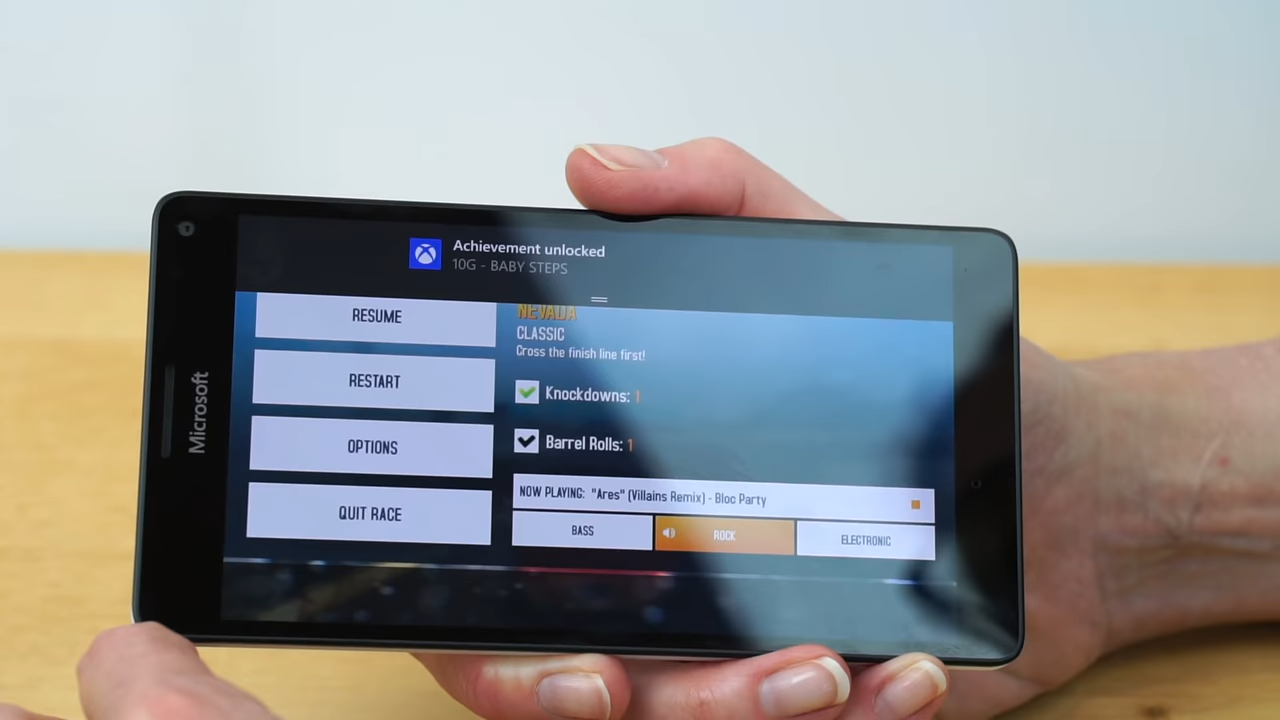 Microsoft
Achievement unlocked
10G - BABY STEPS
RESUME
RESTART
OPTIONS
QUIT RACE
NEVADA
CLASSIC
Cross the finish line first!
Knockdowns: 1
Barrel Rolls: 1
NOW PLAYING: "Ares" (Villains Remix) - Bloc Party
BASS
ROCK
ELECTRONIC